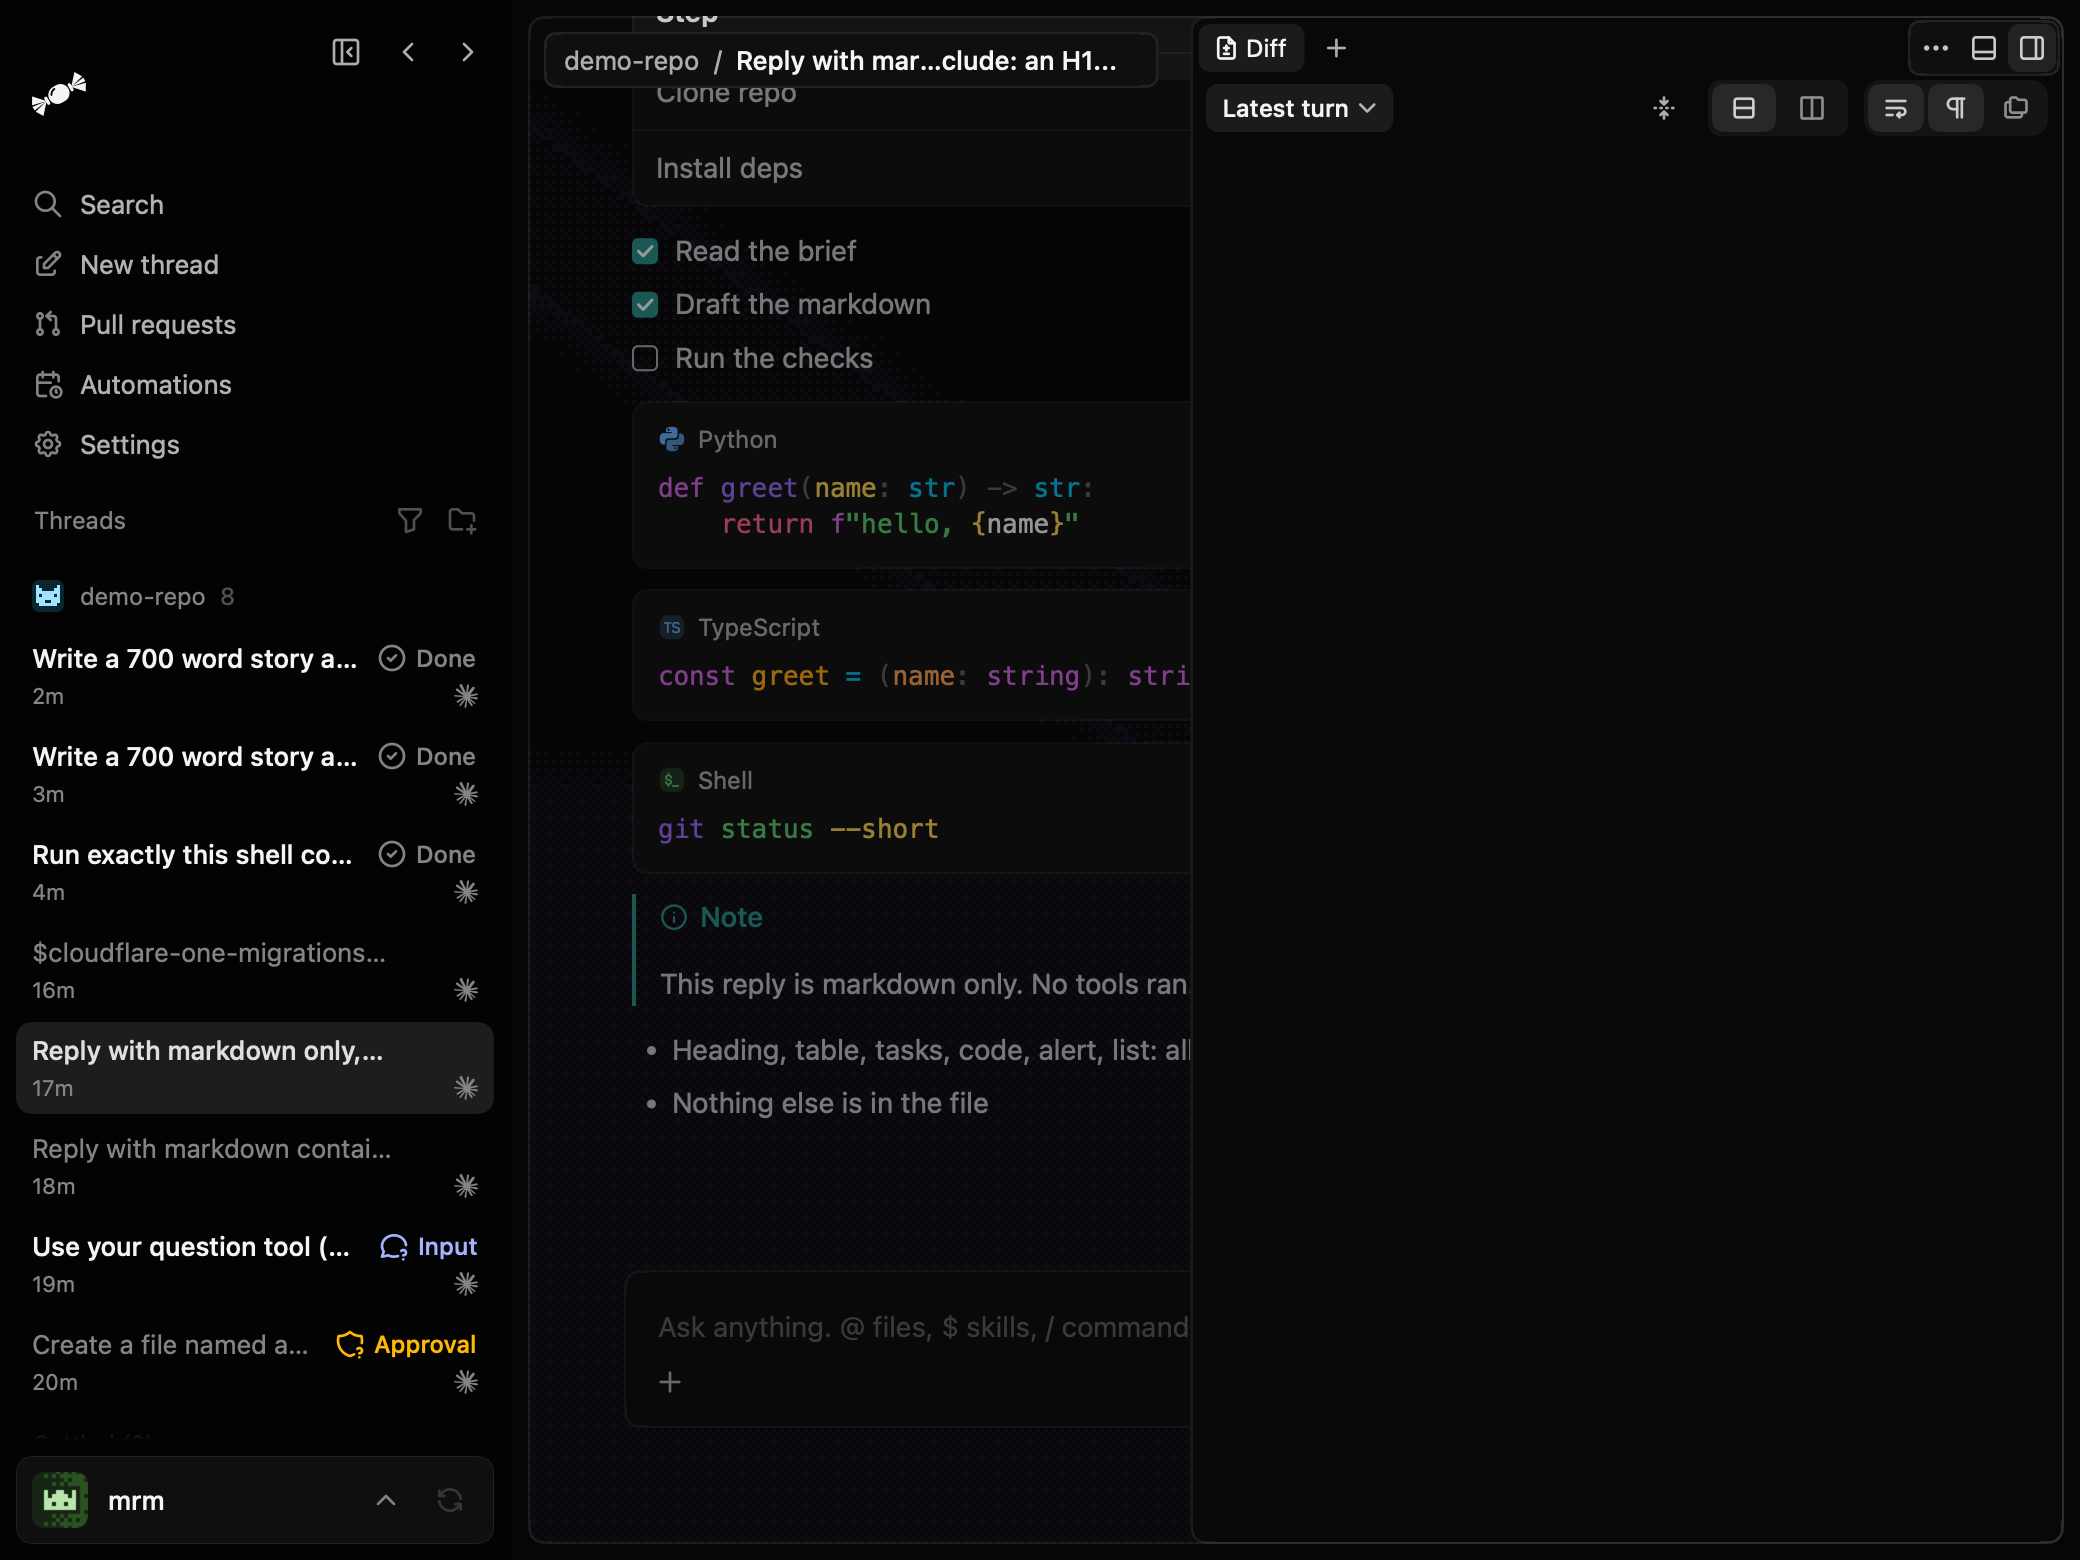 Search
New thread
Pull requests
Automations
Settings
Threads
demo-repo 8
Write a 700 word story a... Done
2m
Write a 700 word story a... Done
3m
Run exactly this shell co... Done
4m
$cloudflare-one-migrations...
16m
Reply with markdown only,...
17m
Reply with markdown contai...
18m
Use your question tool (... Input
19m
Create a file named a... Approval
20m
mrm
Step
demo-repo / Reply with mar...clude: an H1...
Clone repo
Install deps
Read the brief
Draft the markdown
Run the checks
Python
def greet(name: str) -> str:
return f"hello, {name}"
TS TypeScript
const greet = (name: string): stri
$_ Shell
git status --short
Note
This reply is markdown only. No tools ran
• Heading, table, tasks, code, alert, list: all
• Nothing else is in the file
Ask anything. @ files, $ skills, / command
Diff
Latest turn